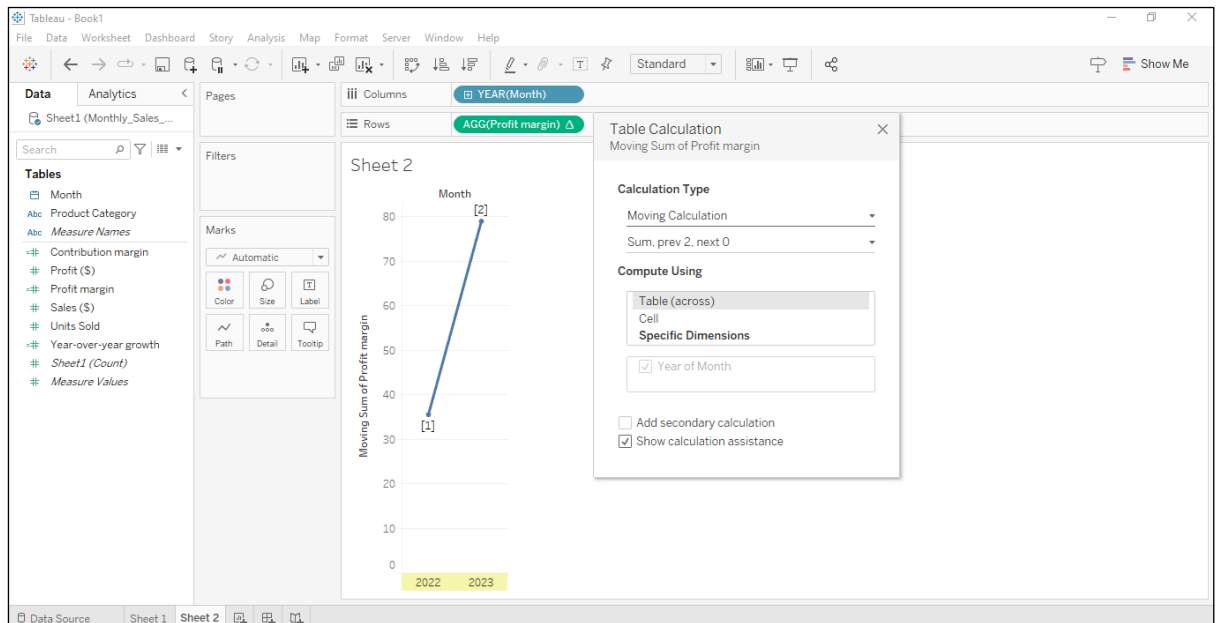 Tableau - Book1
File Data Worksheet Dashboard Story Analysis Map Format Server Window Help
Standard
Show Me
Data Analytics
Sheet1 (Monthly_Sales_...
Search
Tables
Month
Abc Product Category
Abc Measure Names
Contribution margin
Profit ($)
Profit margin
Sales ($)
Units Sold
Year-over-year growth
Sheet1 (Count)
Measure Values
Pages
Filters
Marks
Automatic
Color Size Label
Path Detail Tooltip
Columns YEAR(Month)
Rows AGG(Profit margin) Δ
Sheet 2
Month
[2]
[1]
Moving Sum of Profit margin
80
70
60
50
40
30
20
10
0
2022 2023
Table Calculation
Moving Sum of Profit margin
Calculation Type
Moving Calculation
Sum, prev 2, next 0
Compute Using
Table (across)
Cell
Specific Dimensions
Year of Month
Add secondary calculation
Show calculation assistance
Data Source Sheet 1 Sheet 2